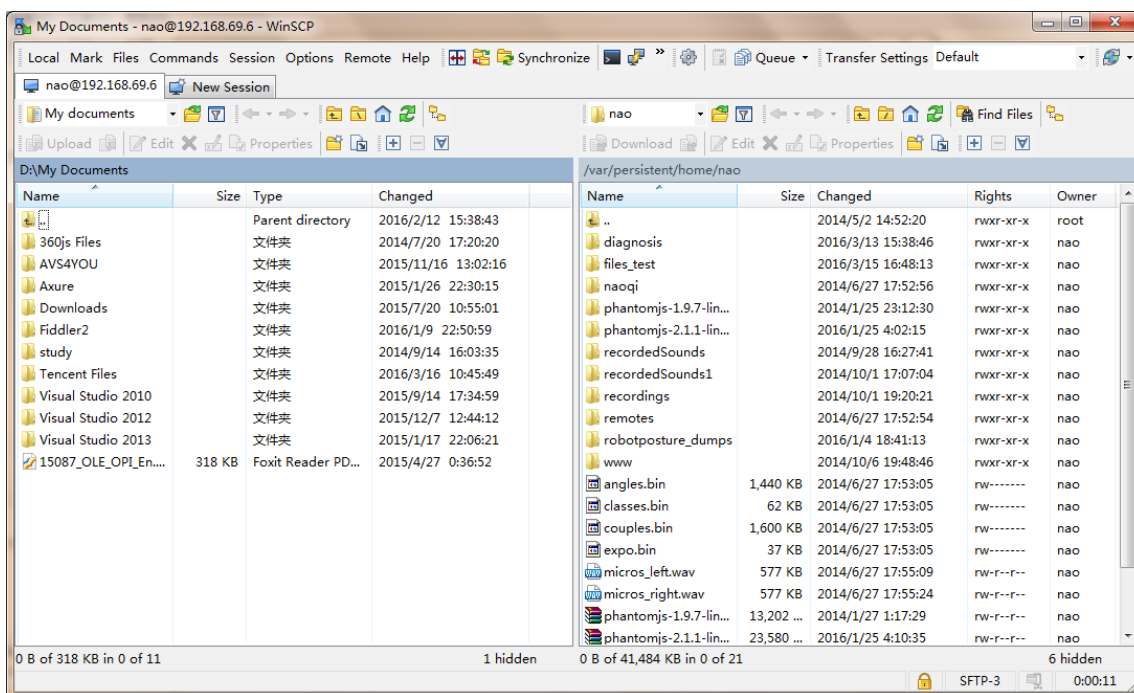 My Documents - nao@192.168.69.6 - WinSCP
Local Mark Files Commands Session Options Remote Help Synchronize » Queue Transfer Settings Default
nao@192.168.69.6 New Session
My documents nao Find Files
Upload Edit Properties Download Edit Properties
D:\My Documents /var/persistent/home/nao
Name Size Type Changed Name Size Changed Rights Owner
.. Parent directory 2016/2/12 15:38:43 .. 2014/5/2 14:52:20 rwxr-xr-x root
360js Files 文件夹 2014/7/20 17:20:20 diagnosis 2016/3/13 15:38:46 rwxr-xr-x nao
AVS4YOU 文件夹 2015/11/16 13:02:16 files_test 2016/3/15 16:48:13 rwxr-xr-x nao
Axure 文件夹 2015/1/26 22:30:15 naoqi 2014/6/27 17:52:56 rwxr-xr-x nao
Downloads 文件夹 2015/7/20 10:55:01 phantomjs-1.9.7-lin... 2014/1/25 23:12:30 rwxr-xr-x nao
Fiddler2 文件夹 2016/1/9 22:50:59 phantomjs-2.1.1-lin... 2016/1/25 4:02:15 rwxr-xr-x nao
study 文件夹 2014/9/14 16:03:35 recordedSounds 2014/9/28 16:27:41 rwxr-xr-x nao
Tencent Files 文件夹 2016/3/16 10:45:49 recordedSounds1 2014/10/1 17:07:04 rwxr-xr-x nao
Visual Studio 2010 文件夹 2015/9/14 17:34:59 recordings 2014/10/1 19:20:21 rwxr-xr-x nao
Visual Studio 2012 文件夹 2015/12/7 12:44:12 remotes 2014/6/27 17:52:54 rwxr-xr-x nao
Visual Studio 2013 文件夹 2015/1/17 22:06:21 robotposture_dumps 2016/1/4 18:41:13 rwxr-xr-x nao
15087_OLE_OPI_En.... 318 KB Foxit Reader PD... 2015/4/27 0:36:52 www 2014/10/6 19:48:46 rwxr-xr-x nao
angles.bin 1,440 KB 2014/6/27 17:53:05 rw------- nao
classes.bin 62 KB 2014/6/27 17:53:05 rw------- nao
couples.bin 1,600 KB 2014/6/27 17:53:05 rw------- nao
expo.bin 37 KB 2014/6/27 17:53:05 rw------- nao
micros_left.wav 577 KB 2014/6/27 17:55:09 rw-r--r-- nao
micros_right.wav 577 KB 2014/6/27 17:55:24 rw-r--r-- nao
phantomjs-1.9.7-lin... 13,202 ... 2014/1/27 1:17:29 rw-r--r-- nao
phantomjs-2.1.1-lin... 23,580 ... 2016/1/25 4:10:35 rw-r--r-- nao
0 B of 318 KB in 0 of 11 1 hidden 0 B of 41,484 KB in 0 of 21 6 hidden
SFTP-3 0:00:11